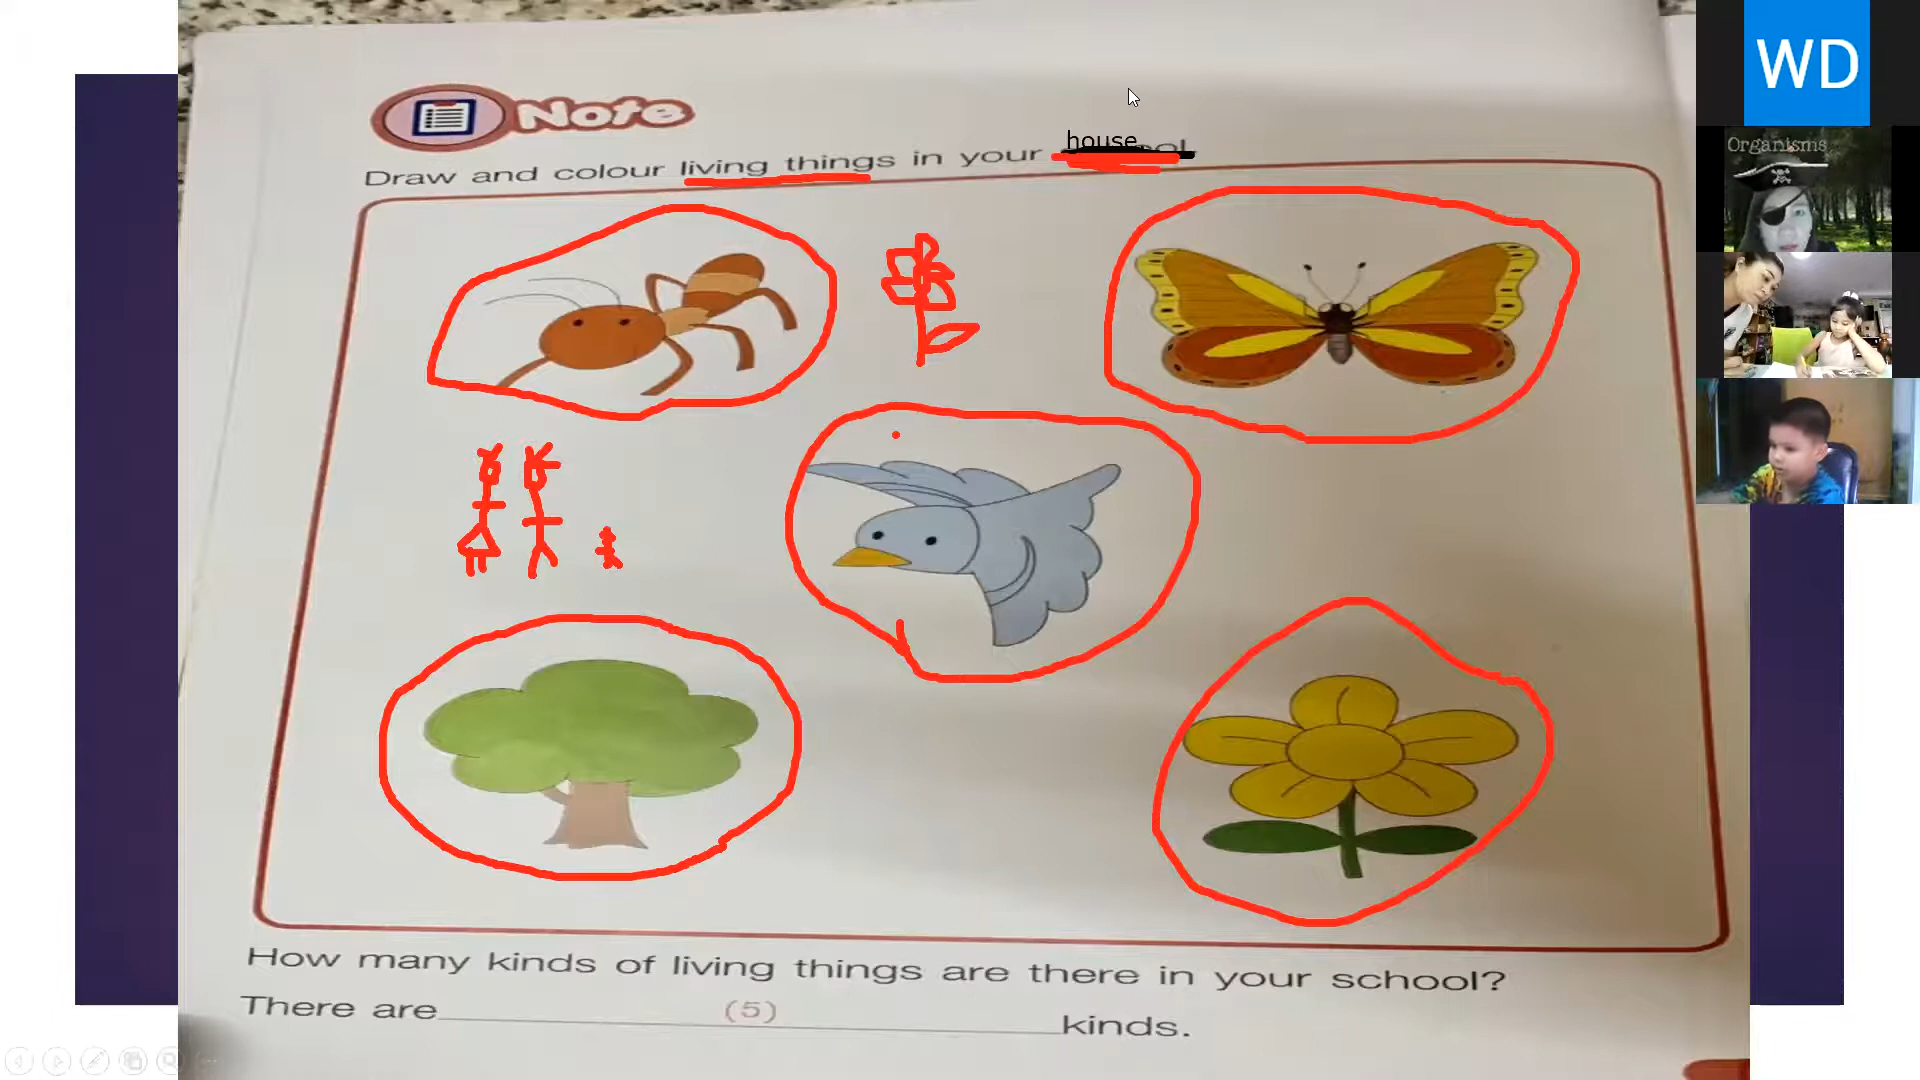 WD
Organisms
Note
house
Draw and colour living things in your
How many kinds of living things are there in your school?
There are (5) kinds.